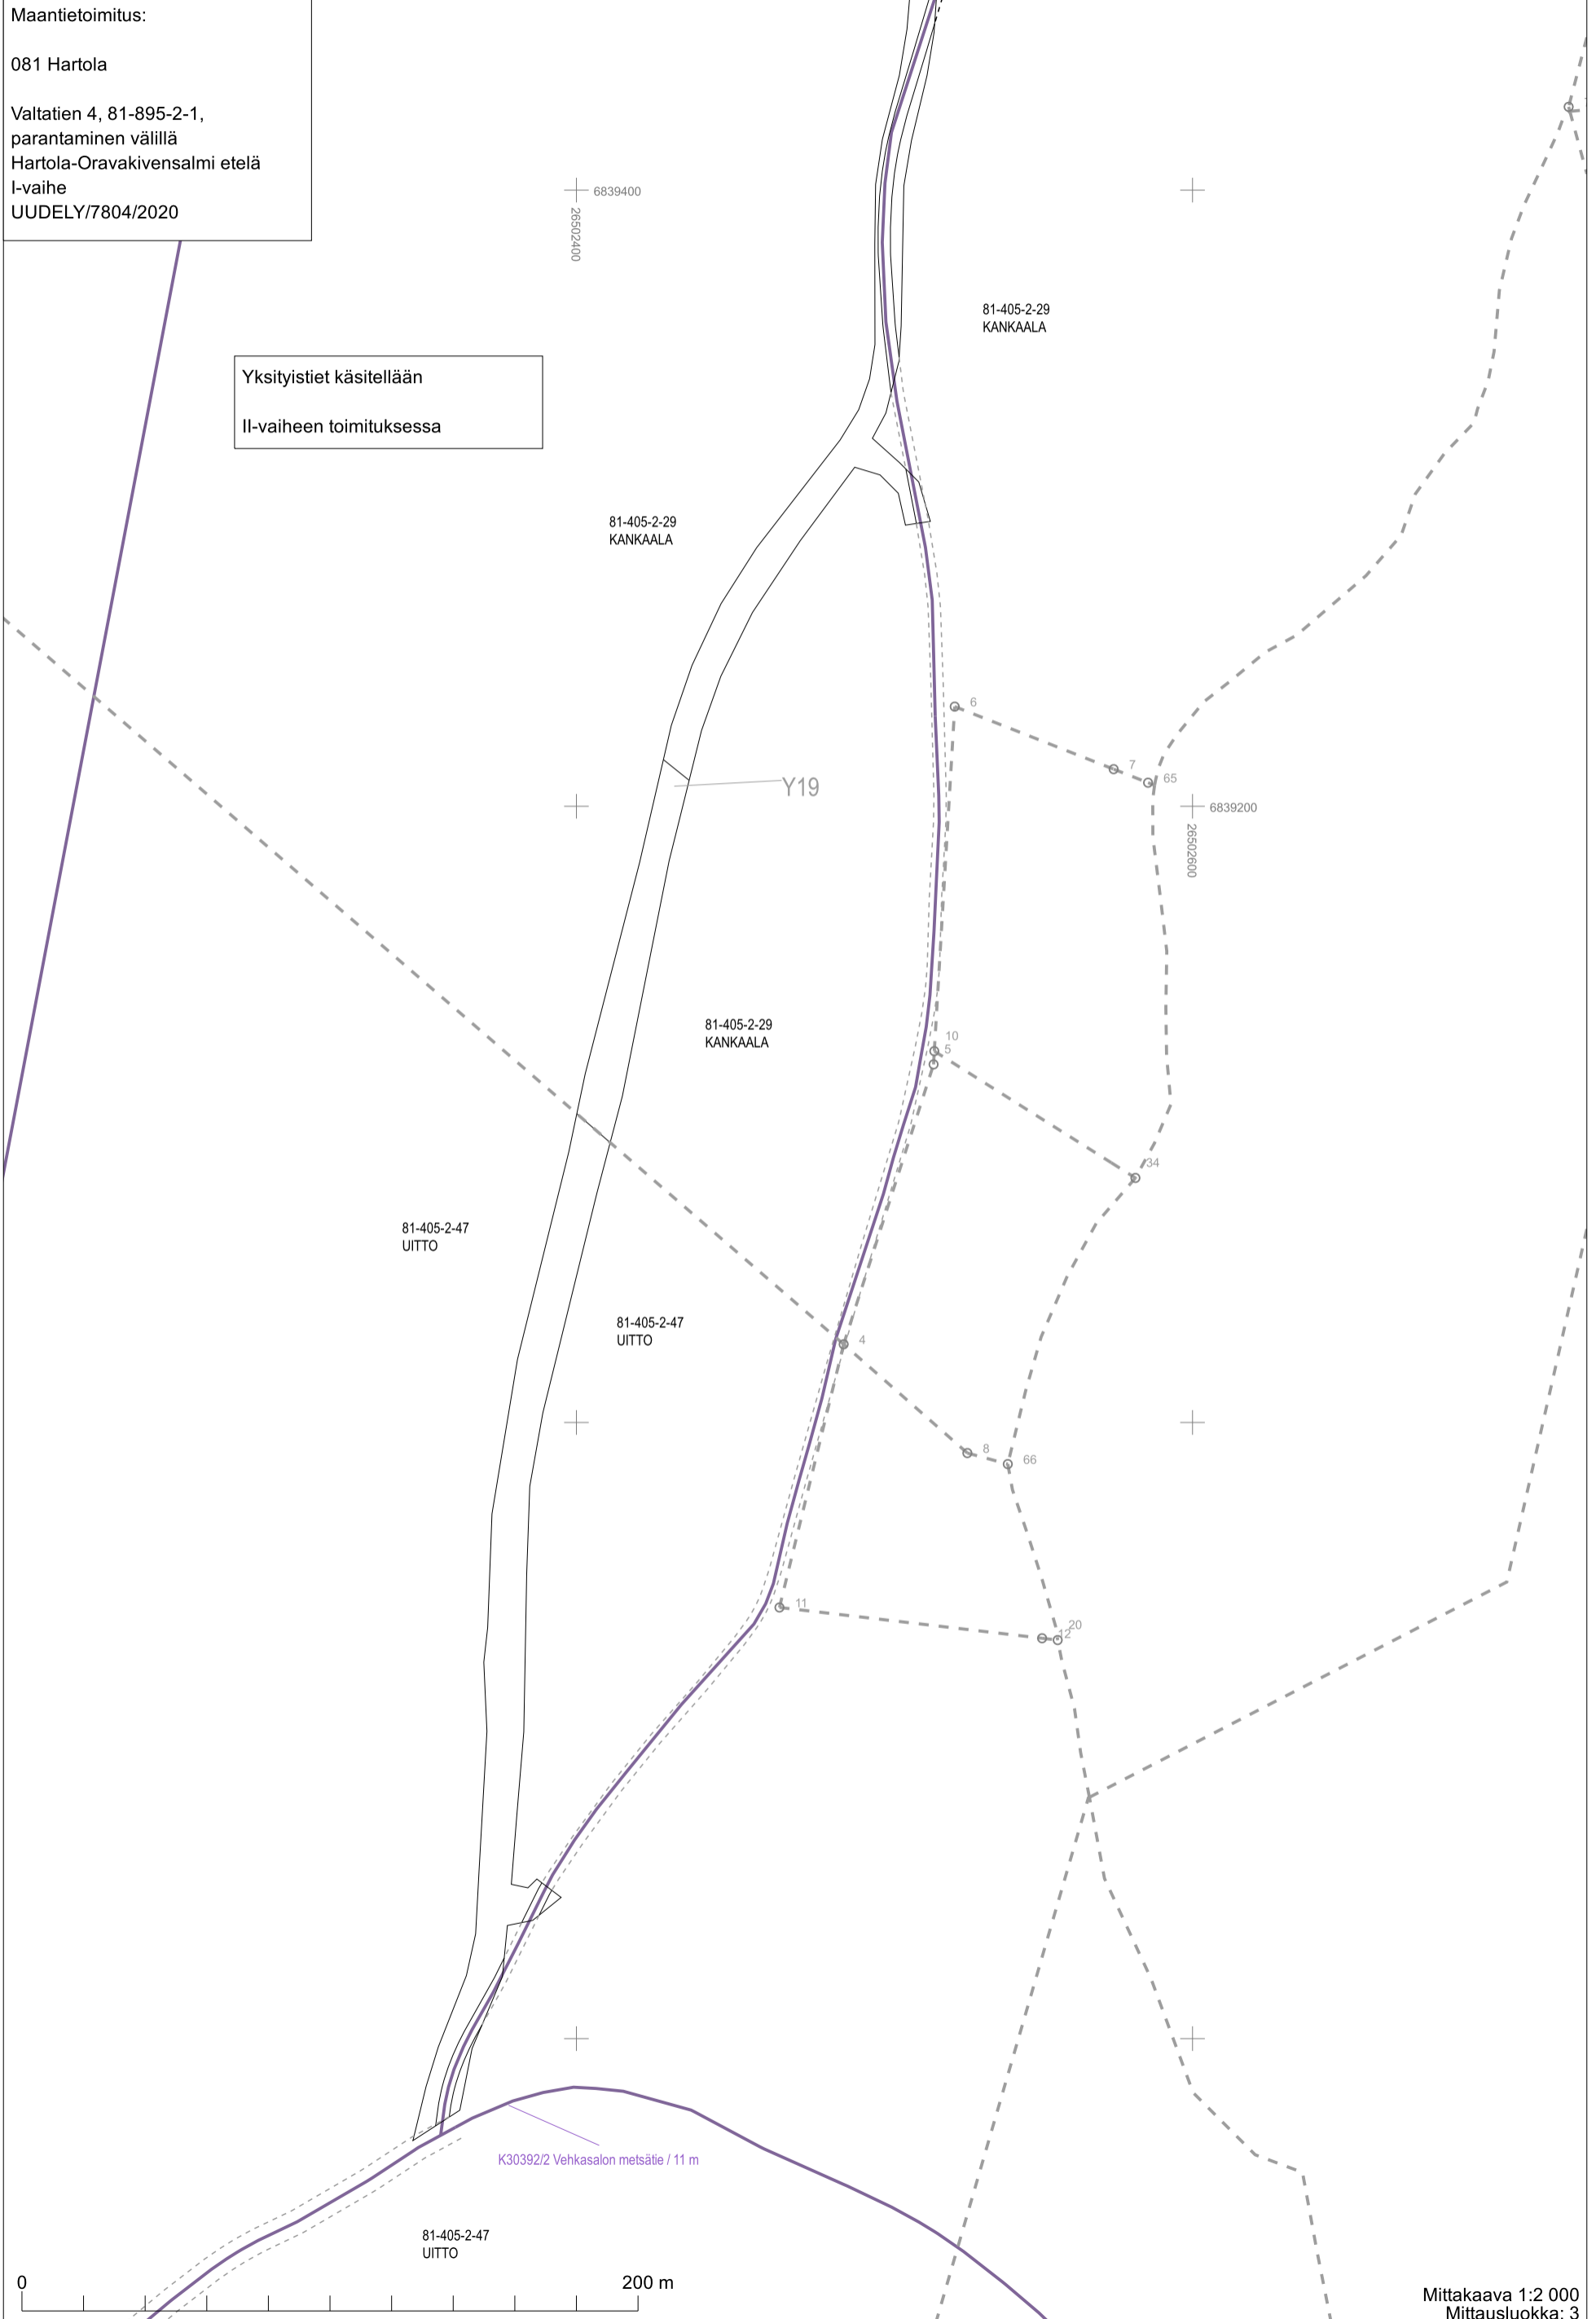 Maantietoimitus:
081 Hartola
Valtatien 4, 81-895-2-1,
parantaminen välillä
Hartola-Oravakivensalmi etelä
I-vaihe
UUDELY/7804/2020
6839400
26502400
81-405-2-29
KANKAALA
Yksityistiet käsitellään
II-vaiheen toimituksessa
81-405-2-29
KANKAALA
6
7
65
Y19
6839200
26502600
81-405-2-29
KANKAALA
10
5
34
81-405-2-47
UITTO
81-405-2-47
UITTO
4
8
66
11
20
12
K30392/2 Vehkasalon metsätie / 11 m
81-405-2-47
UITTO
0
200 m
Mittakaava 1:2 000
Mittausluokka: 3